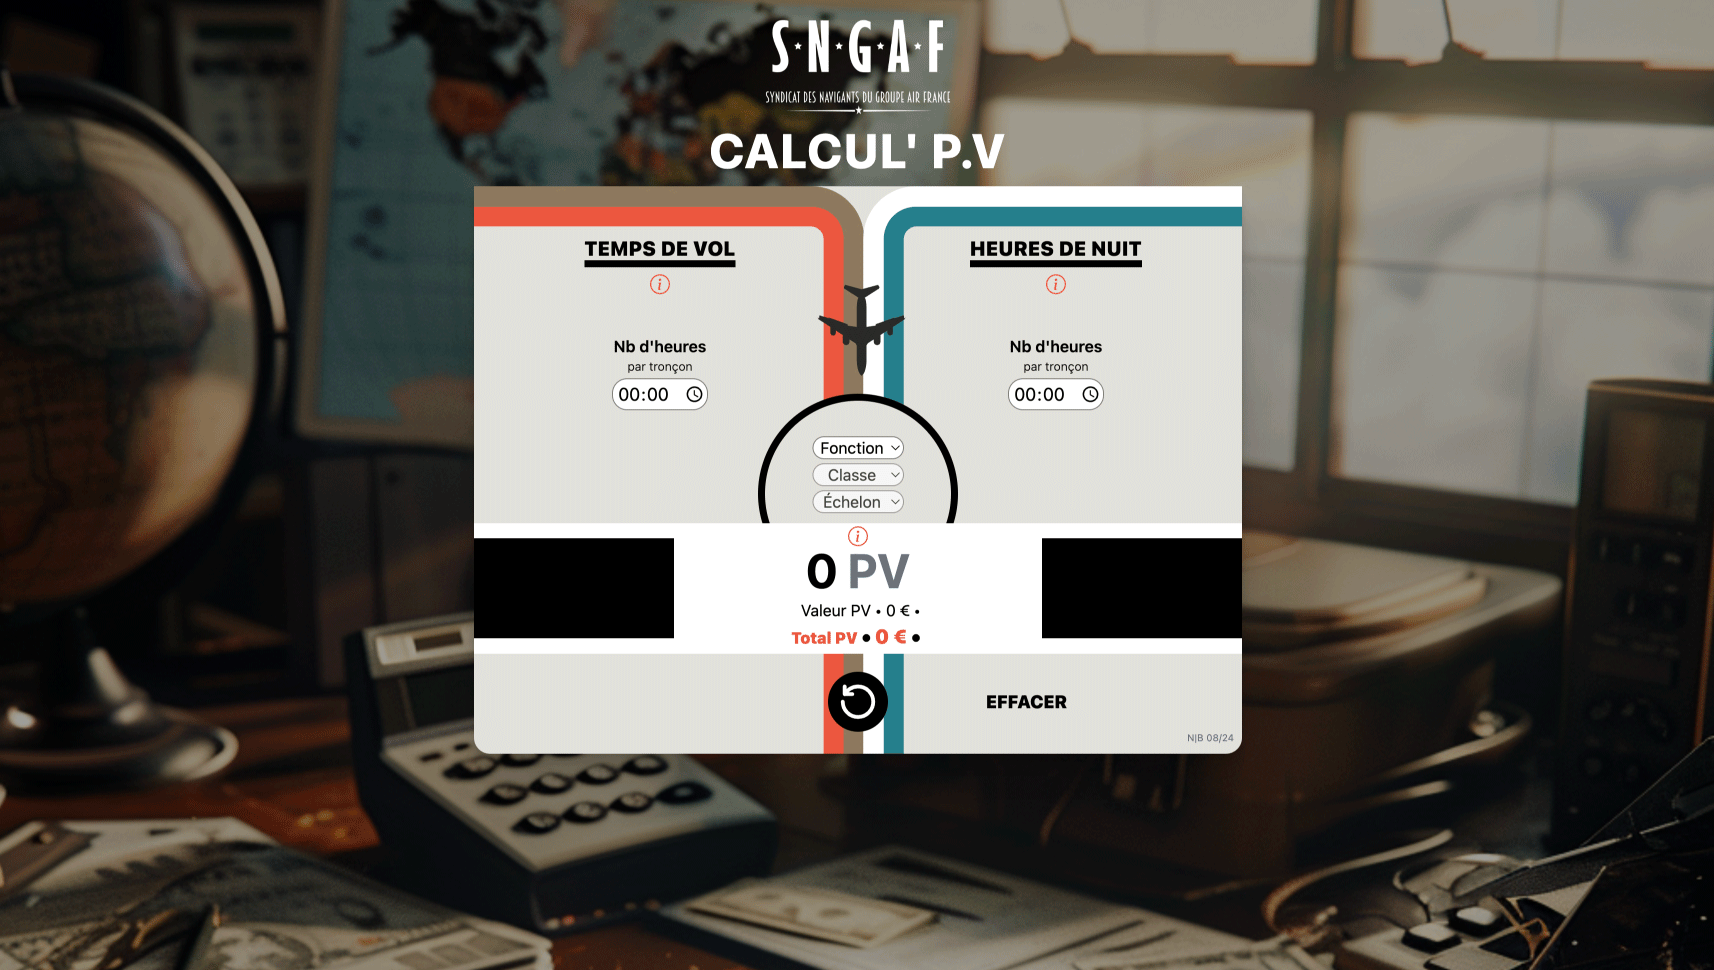 S★N★G★A★F
SYNDICAT DES NAVIGANTS DU GROUPE AIR FRANCE
CALCUL' P.V
TEMPS DE VOL
i
Nb d'heures
par tronçon
00:00
HEURES DE NUIT
i
Nb d'heures
par tronçon
00:00
Fonction
Classe
Échelon
i
0 PV
Valeur PV • 0 € •
Total PV • 0 € •
EFFACER
N|B 08/24